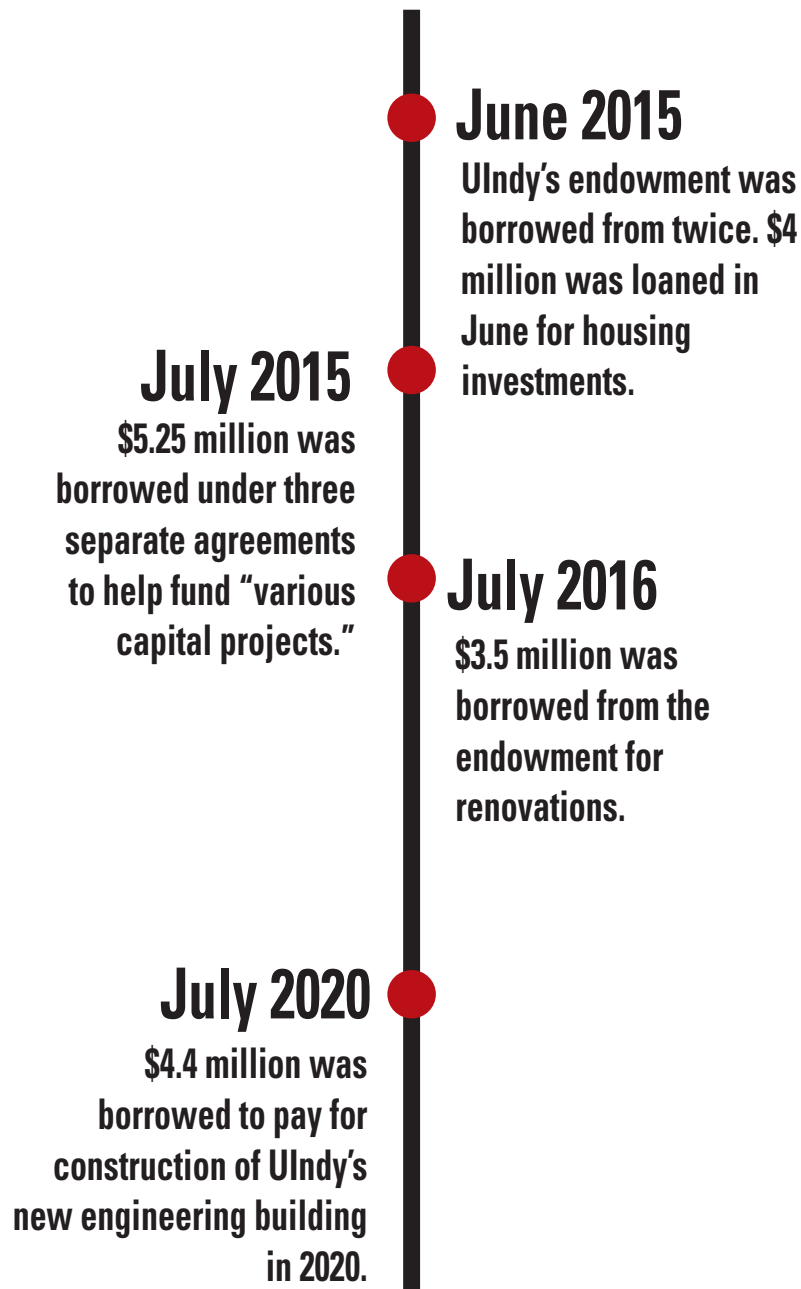 June 2015
UIndy’s endowment was
borrowed from twice. $4
million was loaned in
June for housing
investments.
July 2015
$5.25 million was
borrowed under three
separate agreements
to help fund “various
capital projects.”
July 2016
$3.5 million was
borrowed from the
endowment for
renovations.
July 2020
$4.4 million was
borrowed to pay for
construction of UIndy’s
new engineering building
in 2020.